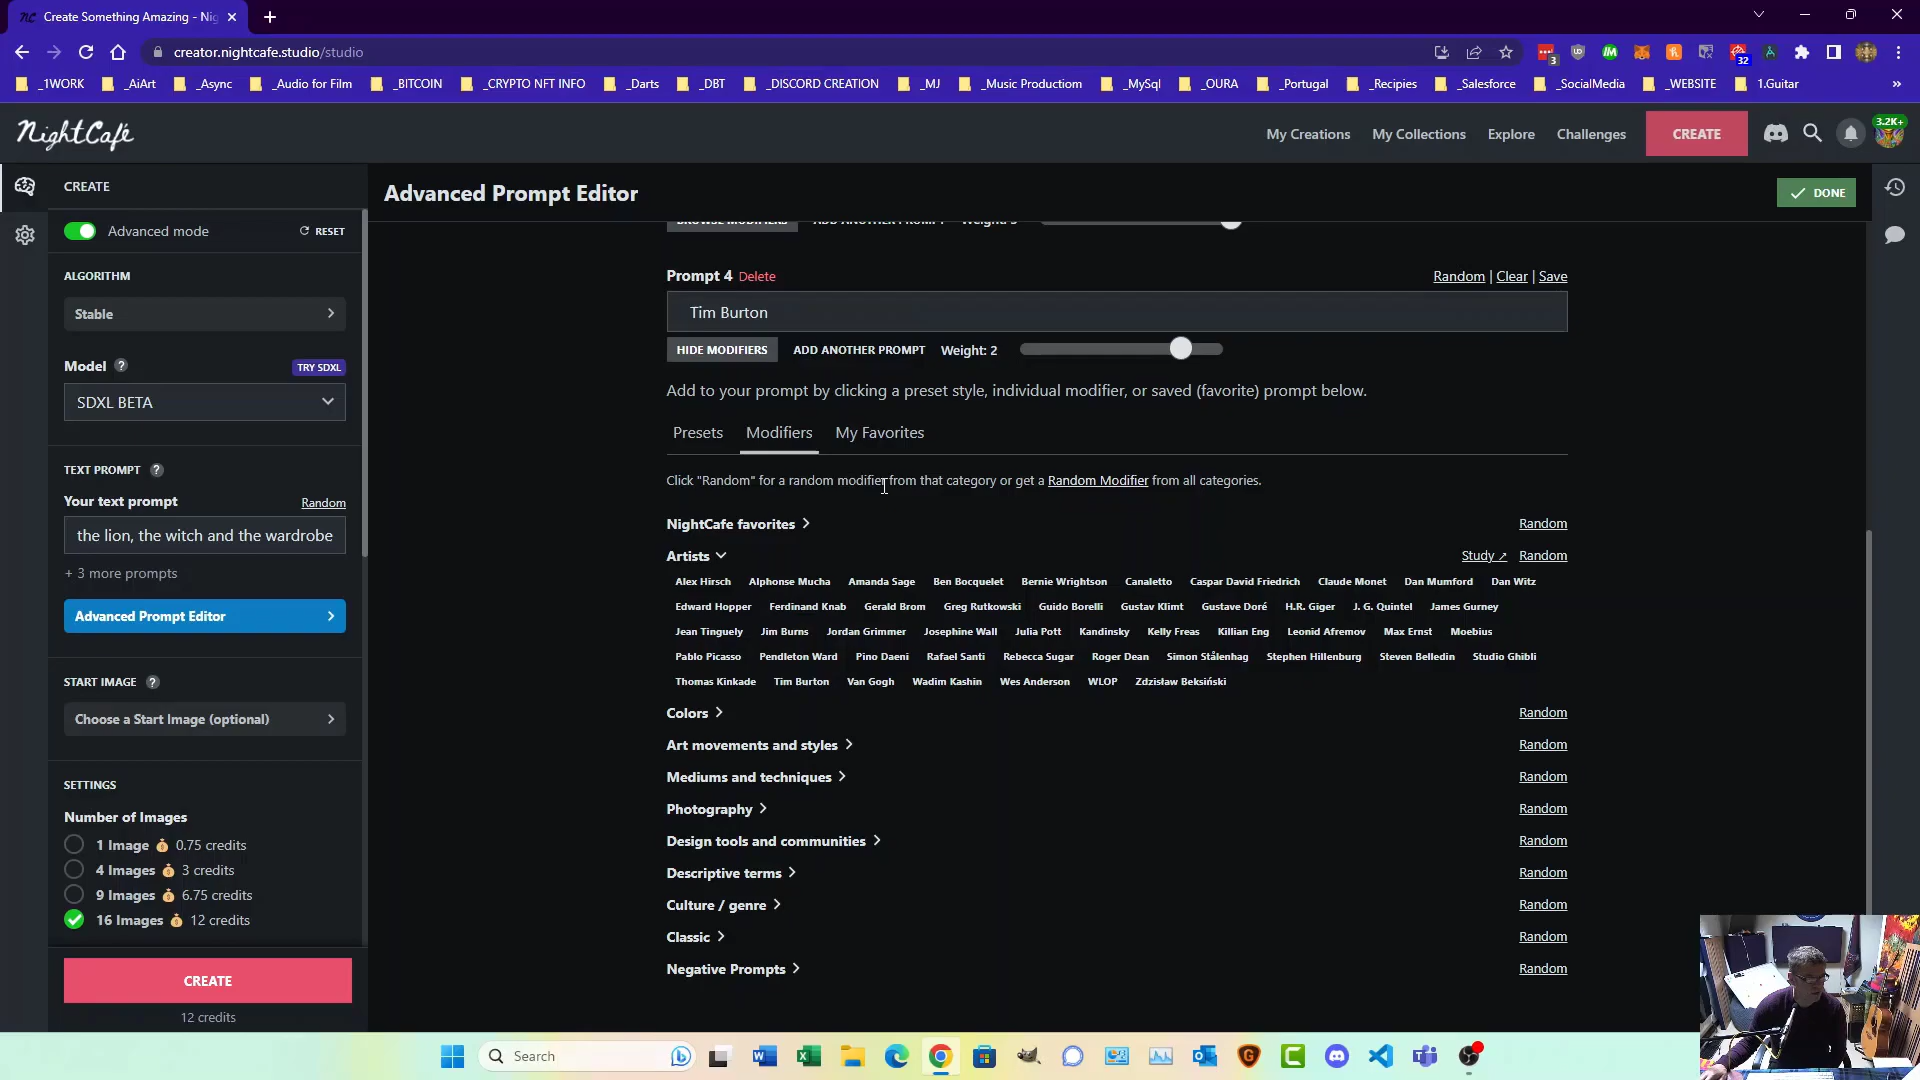 Create Something Amazing - Nig
creator.nightcafe.studio/studio
3
32
_1WORK _AiArt _Async _Audio for Film _BITCOIN _CRYPTO NFT INFO _Darts _DBT _DISCORD CREATION _MJ _Music Productiom _MySql _OURA _Portugal _Recipies _Salesforce _SocialMedia _WEBSITE 1.Guitar »
NightCafé
My Creations My Collections Explore Challenges CREATE 3.2K+
CREATE
Advanced Prompt Editor
DONE
Advanced mode RESET
ADD ANOTHER PROMPT
ALGORITHM
Stable
Prompt 4 Delete
Random | Clear | Save
Tim Burton
HIDE MODIFIERS ADD ANOTHER PROMPT Weight: 2
Model ? TRY SDXL
SDXL BETA
Add to your prompt by clicking a preset style, individual modifier, or saved (favorite) prompt below.
Presets Modifiers My Favorites
TEXT PROMPT ?
Your text prompt Random
the lion, the witch and the wardrobe
+ 3 more prompts
Advanced Prompt Editor
Click "Random" for a random modifier from that category or get a Random Modifier from all categories.
NightCafe favorites Random
Artists Study ↗ Random
Alex Hirsch Alphonse Mucha Amanda Sage Ben Bocquelet Bernie Wrightson Canaletto Caspar David Friedrich Claude Monet Dan Mumford Dan Witz
Edward Hopper Ferdinand Knab Gerald Brom Greg Rutkowski Guido Borelli Gustav Klimt Gustave Doré H.R. Giger J. G. Quintel James Gurney
Jean Tinguely Jim Burns Jordan Grimmer Josephine Wall Julia Pott Kandinsky Kelly Freas Killian Eng Leonid Afremov Max Ernst Moebius
Pablo Picasso Pendleton Ward Pino Daeni Rafael Santi Rebecca Sugar Roger Dean Simon Stålenhag Stephen Hillenburg Steven Belledin Studio Ghibli
Thomas Kinkade Tim Burton Van Gogh Wadim Kashin Wes Anderson WLOP Zdzisław Beksiński
START IMAGE ?
Choose a Start Image (optional)
Colors Random
Art movements and styles Random
Mediums and techniques Random
Photography Random
Design tools and communities Random
Descriptive terms Random
Culture / genre Random
Classic Random
Negative Prompts Random
SETTINGS
Number of Images
1 Image 0.75 credits
4 Images 3 credits
9 Images 6.75 credits
16 Images 12 credits
CREATE
12 credits
Search